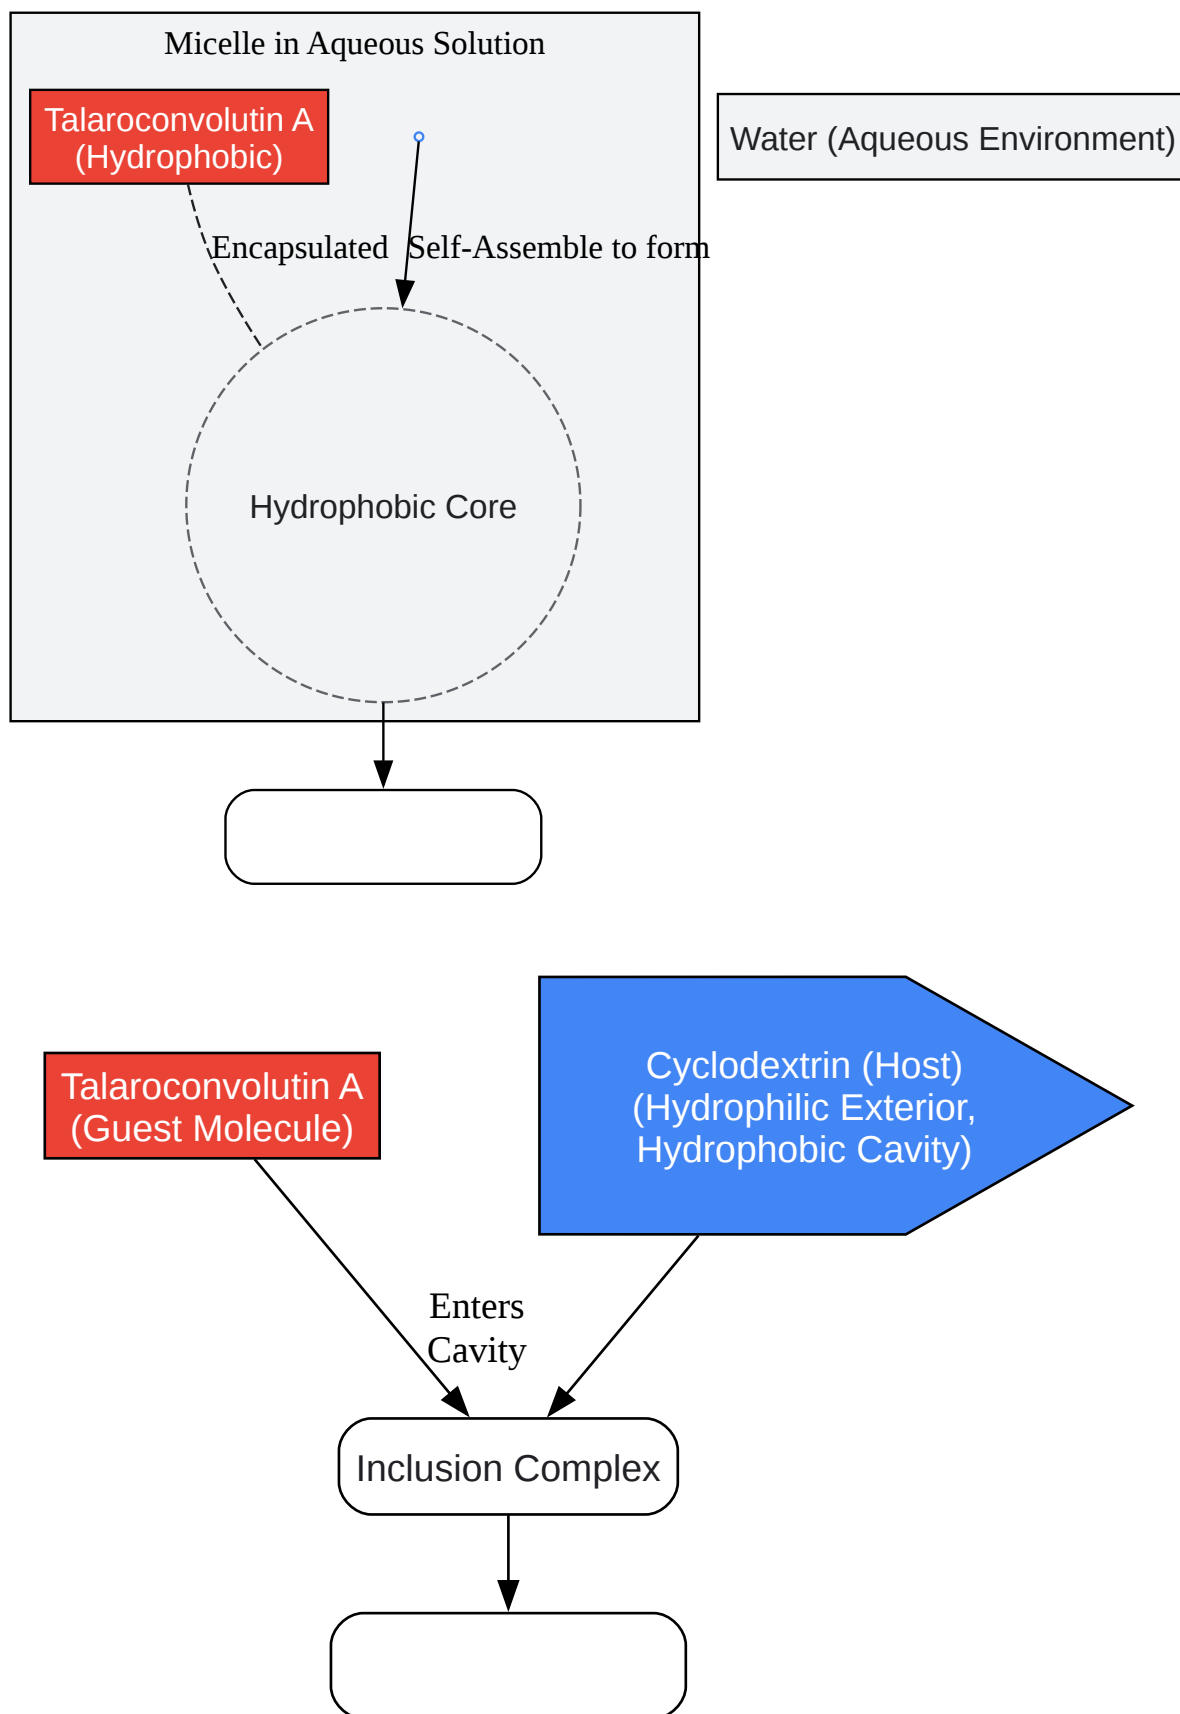 Micelle in Aqueous Solution
Talaroconvolutin A
(Hydrophobic)
Water (Aqueous Environment)
Encapsulated
Self-Assemble to form
Hydrophobic Core
Talaroconvolutin A
(Guest Molecule)
Cyclodextrin (Host)
(Hydrophilic Exterior,
Hydrophobic Cavity)
Enters
Cavity
Inclusion Complex